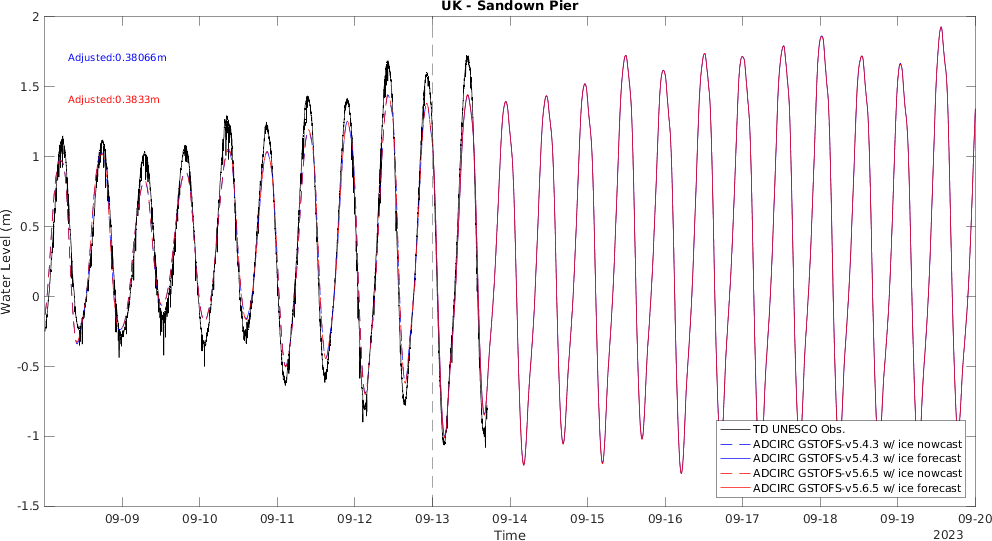 UK - Sandown Pier
Adjusted:0.38066m
Adjusted:0.3833m
Water Level (m)
2
1.5
1
0.5
0
-0.5
-1
-1.5
TD UNESCO Obs.
ADCIRC GSTOFS-v5.4.3 w/ ice nowcast
ADCIRC GSTOFS-v5.4.3 w/ ice forecast
ADCIRC GSTOFS-v5.6.5 w/ ice nowcast
ADCIRC GSTOFS-v5.6.5 w/ ice forecast
09-09 09-10 09-11 09-12 09-13 09-14 09-15 09-16 09-17 09-18 09-19 09-20
Time
2023